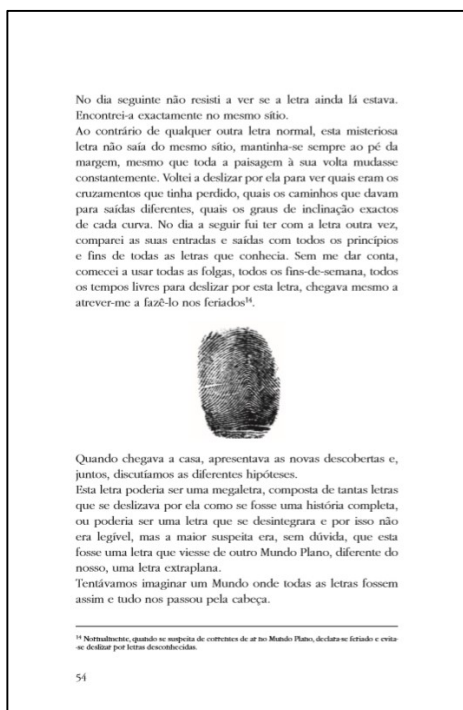 No dia seguinte não resisti a ver se a letra ainda lá estava.
Encontrei-a exactamente no mesmo sítio.
Ao contrário de qualquer outra letra normal, esta misteriosa
letra não saía do mesmo sítio, mantinha-se sempre ao pé da
margem, mesmo que toda a paisagem à sua volta mudasse
constantemente. Voltei a deslizar por ela para ver quais eram os
cruzamentos que tinha perdido, quais os caminhos que davam
para saídas diferentes, quais os graus de inclinação exactos
de cada curva. No dia a seguir fui ter com a letra outra vez,
comparei as suas entradas e saídas com todos os princípios
e fins de todas as letras que conhecia. Sem me dar conta,
comecei a usar todas as folgas, todos os fins-de-semana, todos
os tempos livres para deslizar por esta letra, chegava mesmo a
atrever-me a fazê-lo nos feriados¹⁴.
Quando chegava a casa, apresentava as novas descobertas e,
juntos, discutíamos as diferentes hipóteses.
Esta letra poderia ser uma megaletra, composta de tantas letras
que se deslizava por ela como se fosse uma história completa,
ou poderia ser uma letra que se desintegrara e por isso não
era legível, mas a maior suspeita era, sem dúvida, que esta
fosse uma letra que viesse de outro Mundo Plano, diferente do
nosso, uma letra extraplana.
Tentávamos imaginar um Mundo onde todas as letras fossem
assim e tudo nos passou pela cabeça.
¹⁴ Normalmente, quando se suspeita de correntes de ar no Mundo Plano, declara-se feriado e evita-
-se deslizar por letras desconhecidas.
54